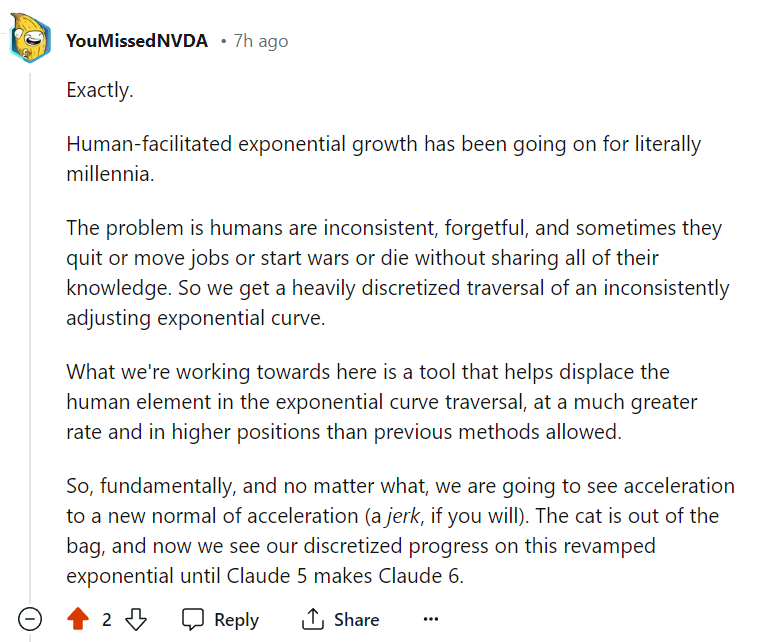 YouMissedNVDA • 7h ago
Exactly.
Human-facilitated exponential growth has been going on for literally
millennia.
The problem is humans are inconsistent, forgetful, and sometimes they
quit or move jobs or start wars or die without sharing all of their
knowledge. So we get a heavily discretized traversal of an inconsistently
adjusting exponential curve.
What we're working towards here is a tool that helps displace the
human element in the exponential curve traversal, at a much greater
rate and in higher positions than previous methods allowed.
So, fundamentally, and no matter what, we are going to see acceleration
to a new normal of acceleration (a jerk, if you will). The cat is out of the
bag, and now we see our discretized progress on this revamped
exponential until Claude 5 makes Claude 6.
2 Reply Share ...